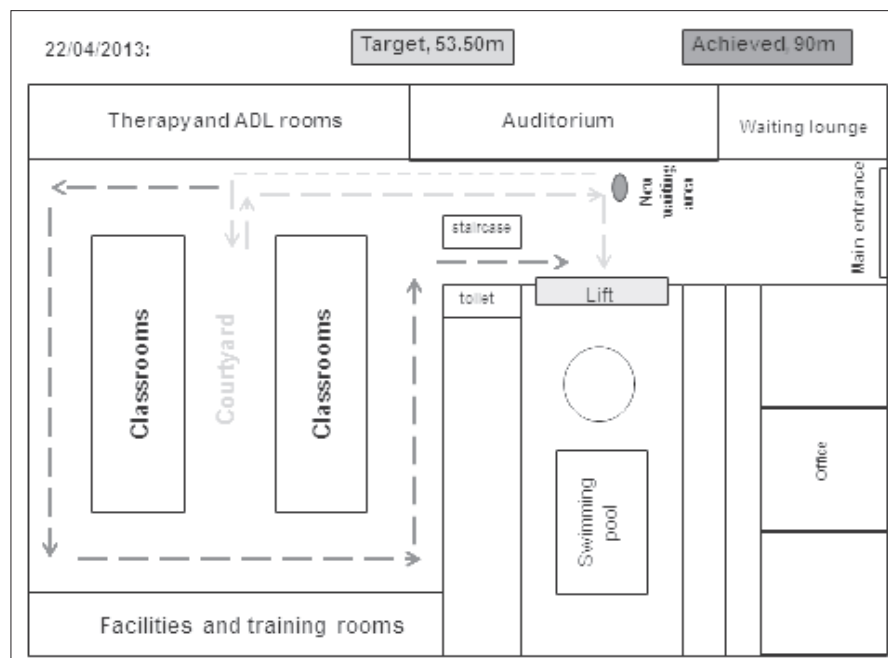 22/04/2013:
Target, 53.50m
Achieved, 90m
Therapy and ADL rooms
Auditorium
Waiting lounge
New
waiting
area
Main entrance
staircase
toilet
Lift
Classrooms
Courtyard
Classrooms
Office
Swimming
pool
Facilities and training rooms